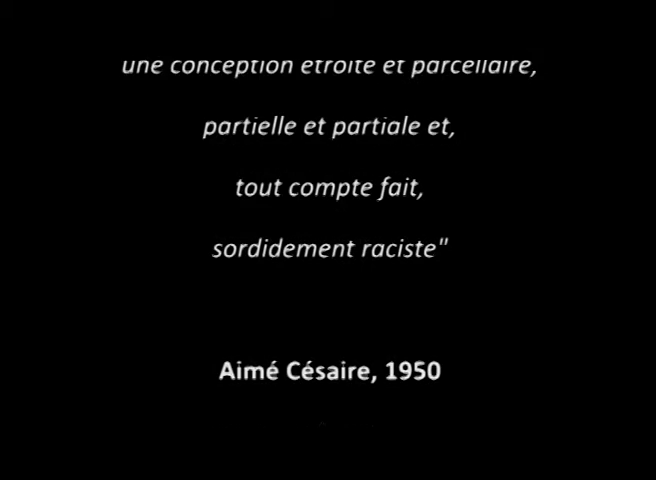 une conception étroite et parcellaire,
partielle et partiale et,
tout compte fait,
sordidement raciste"
Aimé Césaire, 1950